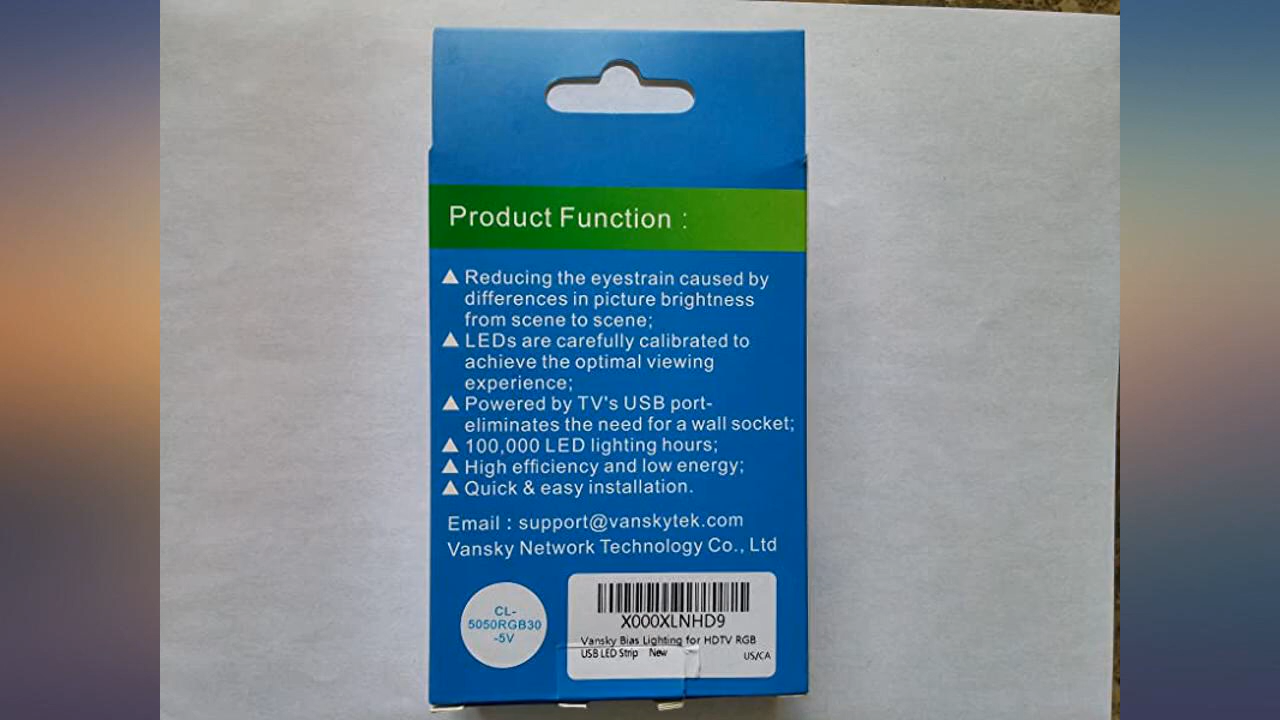 Product Function :
▲ Reducing the eyestrain caused by
differences in picture brightness
from scene to scene;
▲ LEDs are carefully calibrated to
achieve the optimal viewing
experience;
▲ Powered by TV's USB port-
eliminates the need for a wall socket;
▲ 100,000 LED lighting hours;
▲ High efficiency and low energy;
▲ Quick & easy installation.
Email : support@vanskytek.com
Vansky Network Technology Co., Ltd
CL-
5050RGB30
-5V
X000XLNHD9
Vansky Bias Lighting for HDTV RGB
USB LED Strip New
US/CA